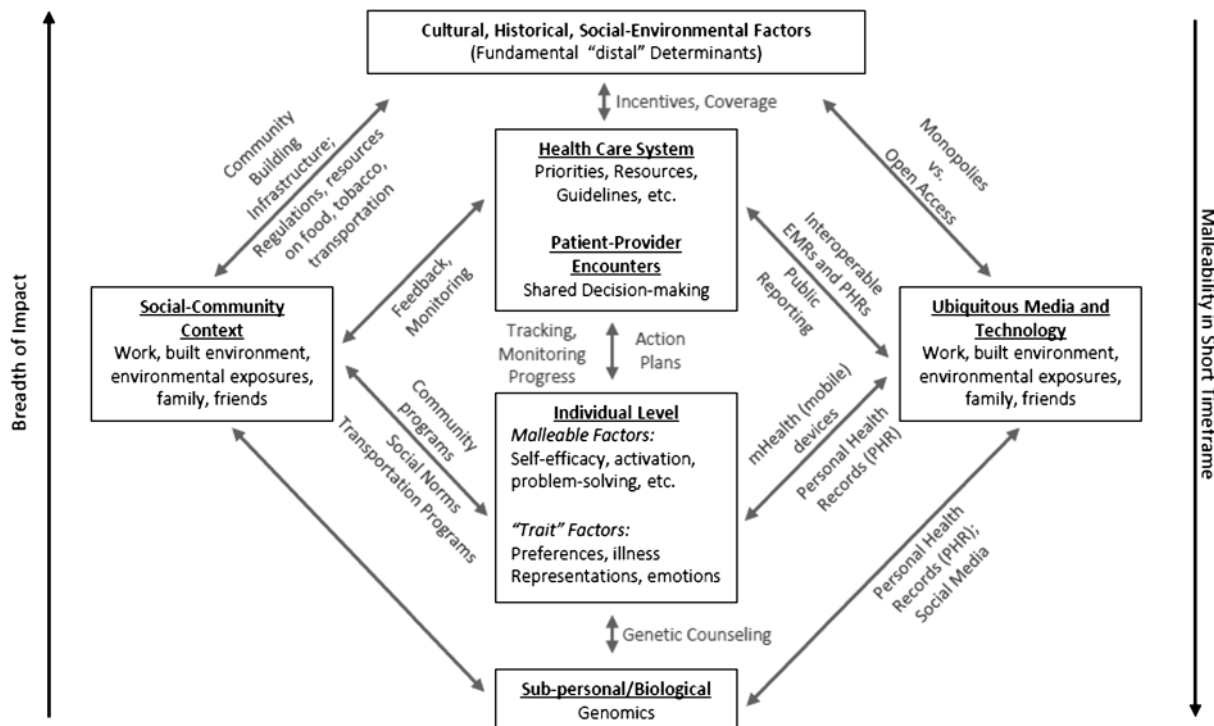 Cultural, Historical, Social-Environmental Factors
(Fundamental "distal" Determinants)
Incentives, Coverage
Community
Building
Infrastructure;
Regulations, resources
on food, tobacco,
transportation
Monopolies
vs.
Open Access
Health Care System
Priorities, Resources,
Guidelines, etc.
Patient-Provider
Encounters
Shared Decision-making
Feedback,
Monitoring
Interoperable
EMRs and PHRs
Public
Reporting
Breadth of Impact
Malleability in Short Timetrame
Social-Community
Context
Work, built environment,
environmental exposures,
family, friends
Ubiquitous Media and
Technology
Work, built environment,
environmental exposures,
family, friends
Tracking,
Monitoring
Progress
Action
Plans
Community
programs
Social Norms
Transportation Programs
Individual Level
Malleable Factors:
Self-efficacy, activation,
problem-solving, etc.
"Trait" Factors:
Preferences, illness
Representations, emotions
mHealth (mobile)
devices
Personal Health
Records (PHR)
Personal Health
Records (PHR);
Social Media
Genetic Counseling
Sub-personal/Biological
Genomics